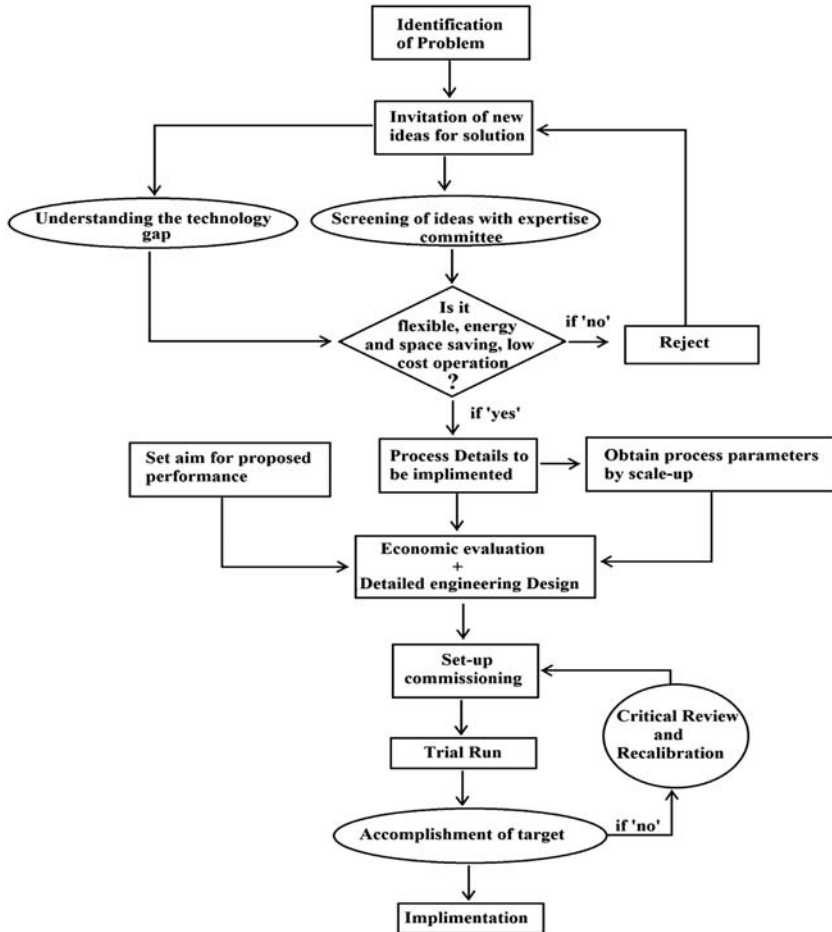 Identification
of Problem
Invitation of new
ideas for solution
Understanding the technology
gap
Screening of ideas with expertise
committee
Is it
flexible, energy
and space saving, low
cost operation
?
if 'no'
Reject
if 'yes'
Set aim for proposed
performance
Process Details to
be implimented
Obtain process parameters
by scale-up
Economic evaluation
+
Detailed engineering Design
Set-up
commissioning
Critical Review
and
Recalibration
Trial Run
Accomplishment of target
if 'no'
Implimentation